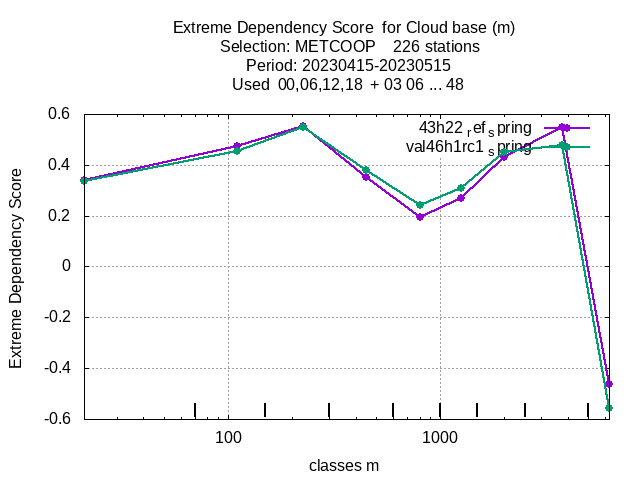 Extreme Dependency Score  for Cloud base (m)
Selection: METCOOP    226 stations
Period: 20230415-20230515
Used  00,06,12,18  + 03 06 ... 48
43h22 ref spring
val46h1rc1 spring
0.6
0.4
0.2
0
-0.2
-0.4
-0.6
Extreme Dependency Score
100
1000
classes m